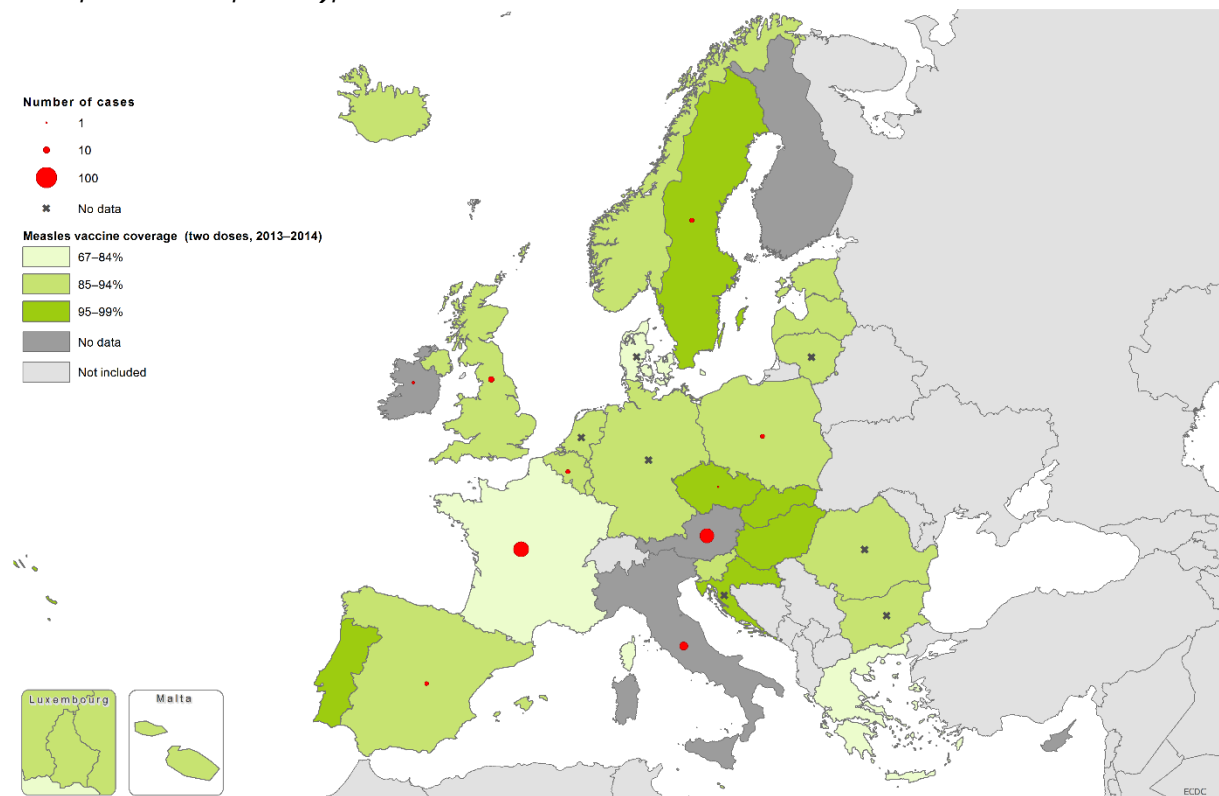 Number of cases
1
10
100
No data
Measles vaccine coverage (two doses, 2013–2014)
67–84%
85–94%
95–99%
No data
Not included
Luxembourg
Malta
ECDC